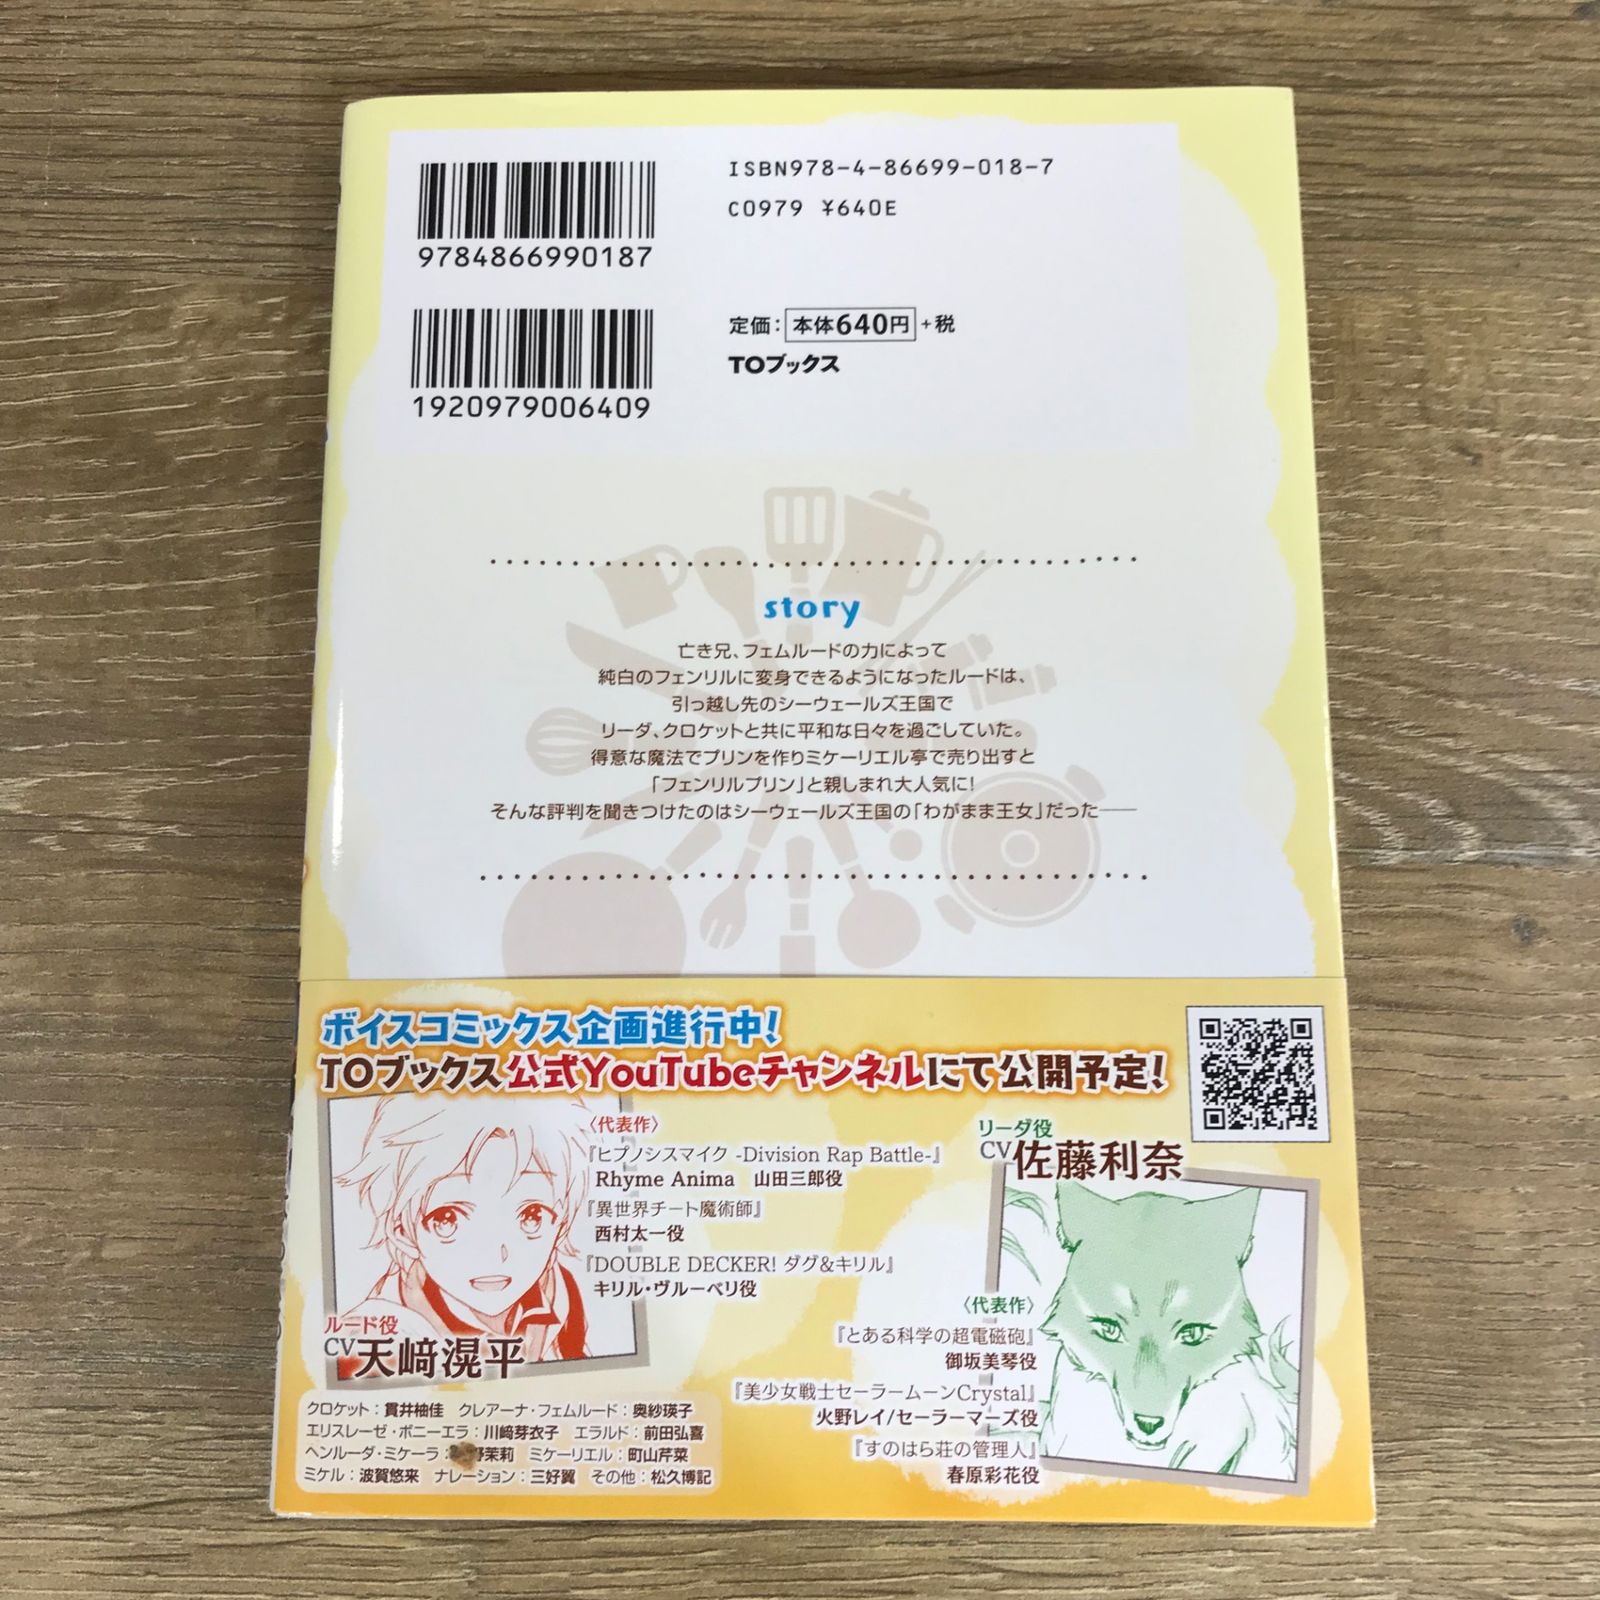 ISBN978-4-86699-018-7
C0979 ¥640E
9784866990187
定価：本体640円+税
TOブックス
1920979006409
story
亡き兄、フェムルードの力によって
純白のフェンリルに変身できるようになったルードは、
引っ越し先のシーウェールズ王国で
リーダ、クロケットと共に平和な日々を過ごしていた。
得意な魔法でプリンを作りミケーリエル亭で売り出すと
「フェンリルプリン」と親しまれ大人気に!
そんな評判を聞きつけたのはシーウェールズ王国の「わがまま王女」だった――
ボイスコミックス企画進行中!
TOブックス公式YouTubeチャンネルにて公開予定!
〈代表作〉
『ヒプノシスマイク -Division Rap Battle-』
Rhyme Anima 山田三郎役
『異世界チート魔術師』
西村太一役
『DOUBLE DECKER! ダグ&キリル』
キリル・ヴルーベリ役
ルード役
CV天﨑滉平
リーダ役
CV佐藤利奈
〈代表作〉
『とある科学の超電磁砲』
御坂美琴役
『美少女戦士セーラームーンCrystal』
火野レイ/セーラーマーズ役
『すのはら荘の管理人』
春原彩花役
クロケット：貫井柚佳 クレアーナ・フェムルード：奥紗瑛子
エリスレーゼ・ボニーエラ：川﨑芽衣子 エラルド：前田弘喜
ヘンルーダ・ミケーラ：野茉莉 ミケーリエル：町山芹菜
ミケル：波賀悠来 ナレーション：三好翼 その他：松久博記